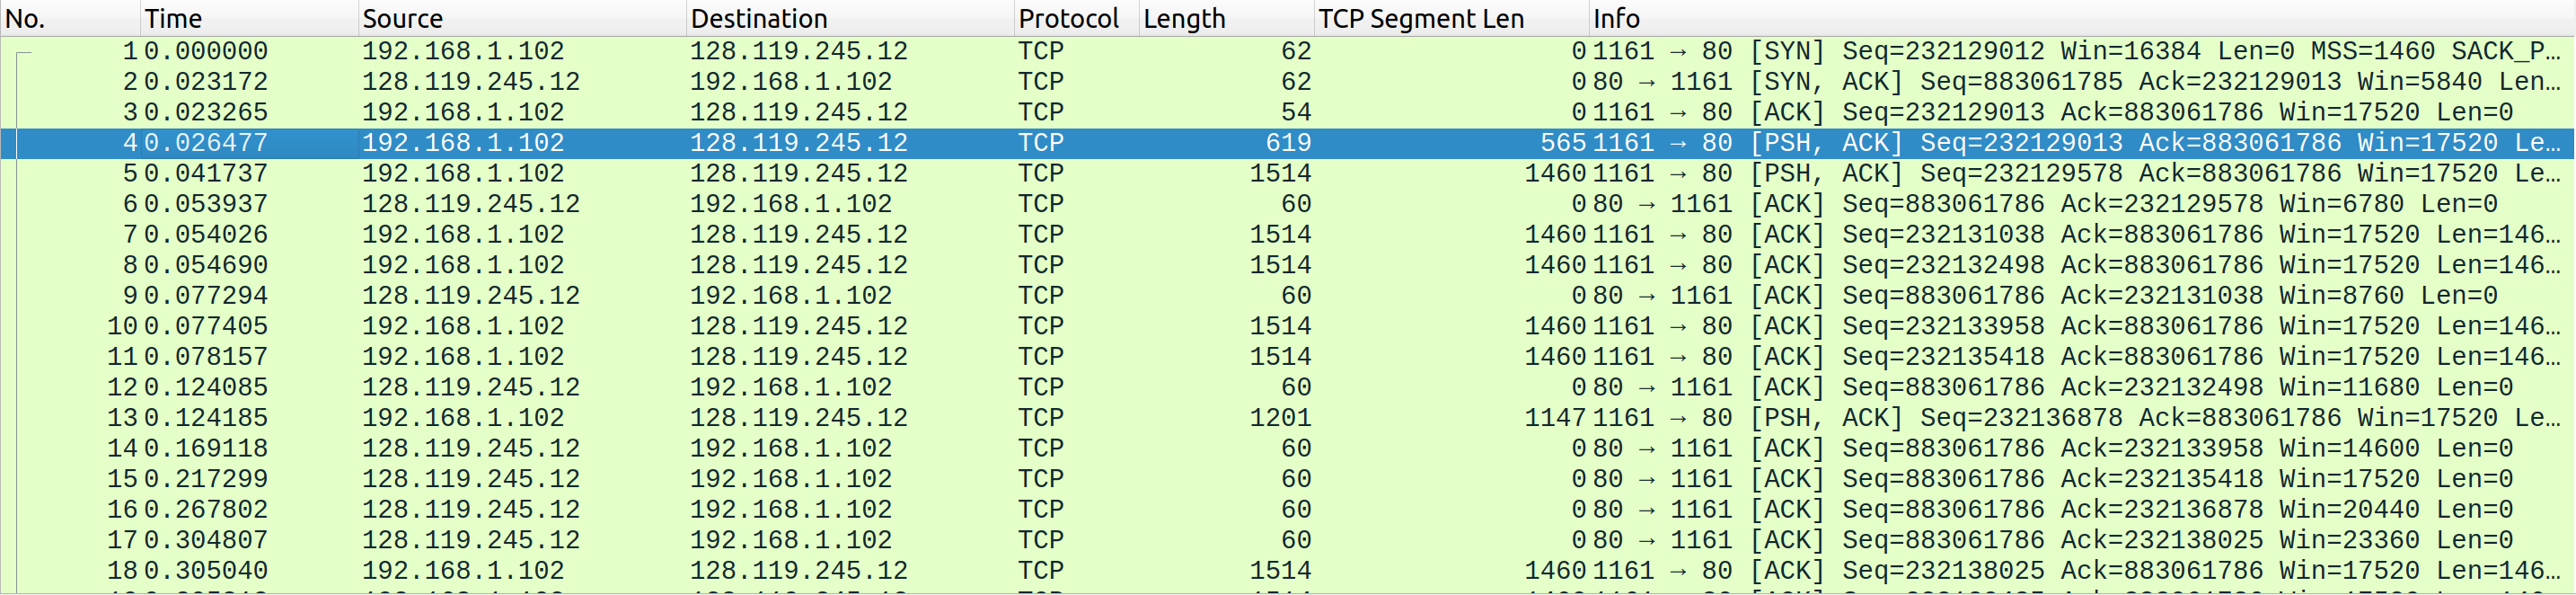 No. Time Source Destination Protocol Length TCP Segment Len Info
1 0.000000 192.168.1.102 128.119.245.12 TCP 62 0 1161 → 80 [SYN] Seq=232129012 Win=16384 Len=0 MSS=1460 SACK_P…
2 0.023172 128.119.245.12 192.168.1.102 TCP 62 0 80 → 1161 [SYN, ACK] Seq=883061785 Ack=232129013 Win=5840 Len…
3 0.023265 192.168.1.102 128.119.245.12 TCP 54 0 1161 → 80 [ACK] Seq=232129013 Ack=883061786 Win=17520 Len=0
4 0.026477 192.168.1.102 128.119.245.12 TCP 619 565 1161 → 80 [PSH, ACK] Seq=232129013 Ack=883061786 Win=17520 Le…
5 0.041737 192.168.1.102 128.119.245.12 TCP 1514 1460 1161 → 80 [PSH, ACK] Seq=232129578 Ack=883061786 Win=17520 Le…
6 0.053937 128.119.245.12 192.168.1.102 TCP 60 0 80 → 1161 [ACK] Seq=883061786 Ack=232129578 Win=6780 Len=0
7 0.054026 192.168.1.102 128.119.245.12 TCP 1514 1460 1161 → 80 [ACK] Seq=232131038 Ack=883061786 Win=17520 Len=146…
8 0.054690 192.168.1.102 128.119.245.12 TCP 1514 1460 1161 → 80 [ACK] Seq=232132498 Ack=883061786 Win=17520 Len=146…
9 0.077294 128.119.245.12 192.168.1.102 TCP 60 0 80 → 1161 [ACK] Seq=883061786 Ack=232131038 Win=8760 Len=0
10 0.077405 192.168.1.102 128.119.245.12 TCP 1514 1460 1161 → 80 [ACK] Seq=232133958 Ack=883061786 Win=17520 Len=146…
11 0.078157 192.168.1.102 128.119.245.12 TCP 1514 1460 1161 → 80 [ACK] Seq=232135418 Ack=883061786 Win=17520 Len=146…
12 0.124085 128.119.245.12 192.168.1.102 TCP 60 0 80 → 1161 [ACK] Seq=883061786 Ack=232132498 Win=11680 Len=0
13 0.124185 192.168.1.102 128.119.245.12 TCP 1201 1147 1161 → 80 [PSH, ACK] Seq=232136878 Ack=883061786 Win=17520 Le…
14 0.169118 128.119.245.12 192.168.1.102 TCP 60 0 80 → 1161 [ACK] Seq=883061786 Ack=232133958 Win=14600 Len=0
15 0.217299 128.119.245.12 192.168.1.102 TCP 60 0 80 → 1161 [ACK] Seq=883061786 Ack=232135418 Win=17520 Len=0
16 0.267802 128.119.245.12 192.168.1.102 TCP 60 0 80 → 1161 [ACK] Seq=883061786 Ack=232136878 Win=20440 Len=0
17 0.304807 128.119.245.12 192.168.1.102 TCP 60 0 80 → 1161 [ACK] Seq=883061786 Ack=232138025 Win=23360 Len=0
18 0.305040 192.168.1.102 128.119.245.12 TCP 1514 1460 1161 → 80 [ACK] Seq=232138025 Ack=883061786 Win=17520 Len=146…